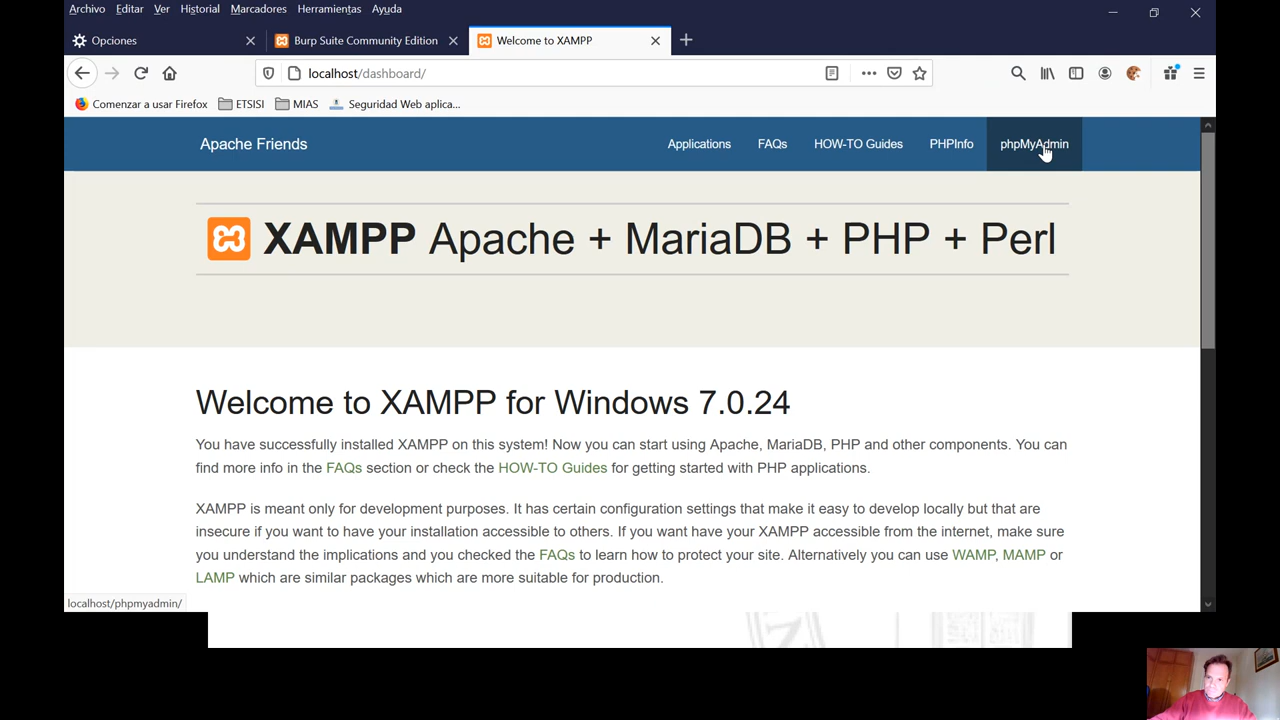 Archivo Editar Ver Historial Marcadores Herramientas Ayuda
Opciones Burp Suite Community Edition Welcome to XAMPP
localhost/dashboard/
Comenzar a usar Firefox ETSISI MIAS Seguridad Web aplica...
Apache Friends Applications FAQs HOW-TO Guides PHPInfo phpMyAdmin
XAMPP Apache + MariaDB + PHP + Perl
Welcome to XAMPP for Windows 7.0.24
You have successfully installed XAMPP on this system! Now you can start using Apache, MariaDB, PHP and other components. You can
find more info in the FAQs section or check the HOW-TO Guides for getting started with PHP applications.
XAMPP is meant only for development purposes. It has certain configuration settings that make it easy to develop locally but that are
insecure if you want to have your installation accessible to others. If you want have your XAMPP accessible from the internet, make sure
you understand the implications and you checked the FAQs to learn how to protect your site. Alternatively you can use WAMP, MAMP or
LAMP which are similar packages which are more suitable for production.
localhost/phpmyadmin/